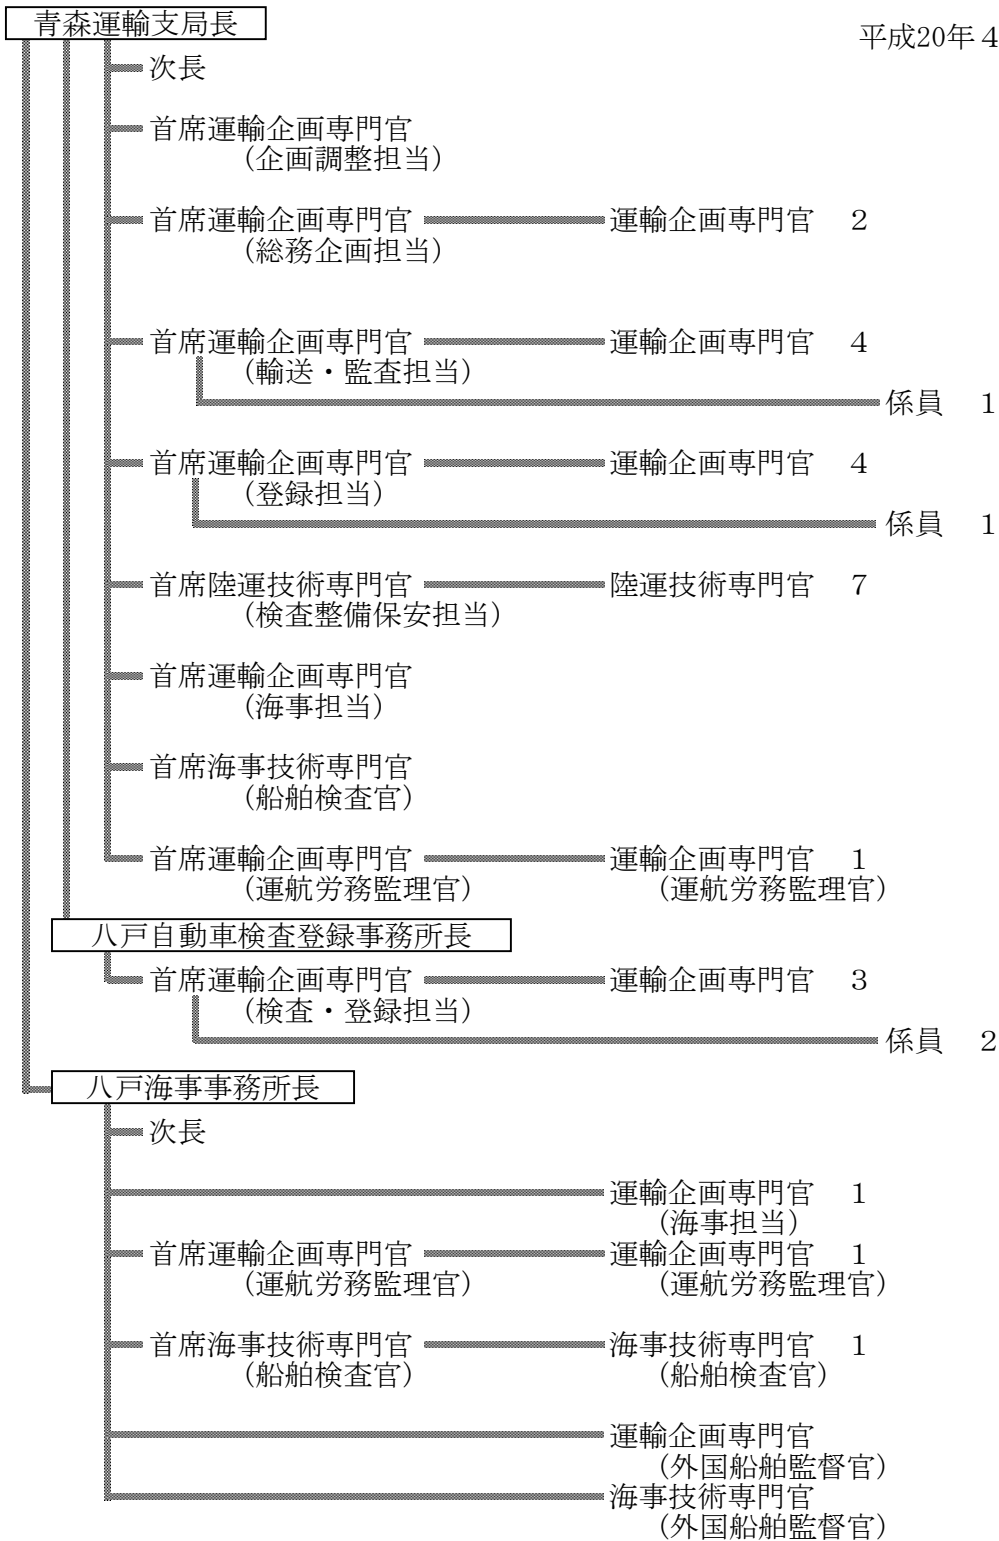 青森運輸支局長
平成20年４
次長
首席運輸企画専門官
（企画調整担当）
首席運輸企画専門官 運輸企画専門官 ２
（総務企画担当）
首席運輸企画専門官 運輸企画専門官 ４
（輸送・監査担当）
係員 １
首席運輸企画専門官 運輸企画専門官 ４
（登録担当）
係員 １
首席陸運技術専門官 陸運技術専門官 ７
（検査整備保安担当）
首席運輸企画専門官
（海事担当）
首席海事技術専門官
（船舶検査官）
首席運輸企画専門官 運輸企画専門官 １
（運航労務監理官） （運航労務監理官）
八戸自動車検査登録事務所長
首席運輸企画専門官 運輸企画専門官 ３
（検査・登録担当）
係員 ２
八戸海事事務所長
次長
運輸企画専門官 １
（海事担当）
首席運輸企画専門官 運輸企画専門官 １
（運航労務監理官） （運航労務監理官）
首席海事技術専門官 海事技術専門官 １
（船舶検査官） （船舶検査官）
運輸企画専門官
（外国船舶監督官）
海事技術専門官
（外国船舶監督官）